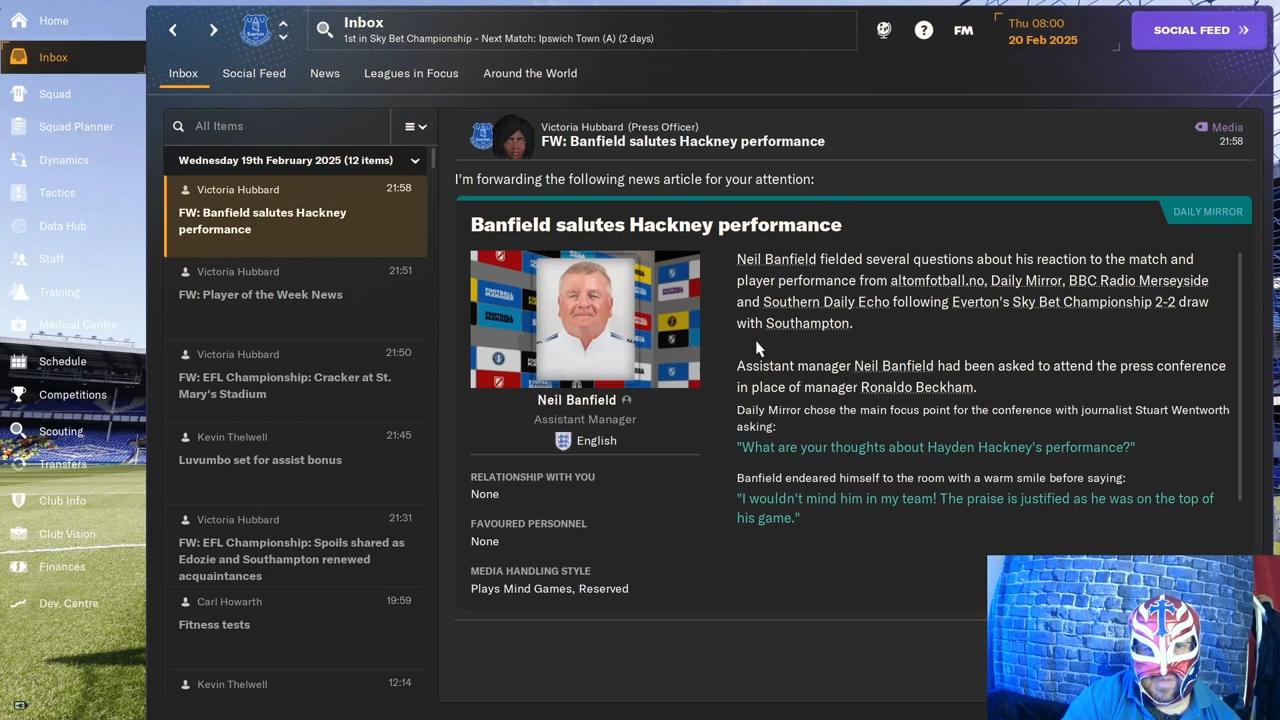 Home
Inbox
Squad
Squad Planner
Dynamics
Tactics
Data Hub
Staff
Training
Medical Centre
Schedule
Competitions
Scouting
Transfers
Club Info
Club Vision
Finances
Dev. Centre
Inbox
1st in Sky Bet Championship - Next Match: Ipswich Town (A) (2 days)
?
FM
Thu 08:00
20 Feb 2025
SOCIAL FEED
Inbox
Social Feed
News
Leagues in Focus
Around the World
All Items
Wednesday 19th February 2025 (12 items)
Victoria Hubbard 21:58
FW: Banfield salutes Hackney
performance
Victoria Hubbard 21:51
FW: Player of the Week News
Victoria Hubbard 21:50
FW: EFL Championship: Cracker at St.
Mary's Stadium
Kevin Thelwell 21:45
Luvumbo set for assist bonus
Victoria Hubbard 21:31
FW: EFL Championship: Spoils shared as
Edozie and Southampton renewed
acquaintances
Carl Howarth 19:59
Fitness tests
Kevin Thelwell 12:14
Victoria Hubbard (Press Officer)
FW: Banfield salutes Hackney performance
Media
21:58
I'm forwarding the following news article for your attention:
DAILY MIRROR
Banfield salutes Hackney performance
Neil Banfield
Assistant Manager
English
RELATIONSHIP WITH YOU
None
FAVOURED PERSONNEL
None
MEDIA HANDLING STYLE
Plays Mind Games, Reserved
Neil Banfield fielded several questions about his reaction to the match and
player performance from altomfotball.no, Daily Mirror, BBC Radio Merseyside
and Southern Daily Echo following Everton's Sky Bet Championship 2-2 draw
with Southampton.
Assistant manager Neil Banfield had been asked to attend the press conference
in place of manager Ronaldo Beckham.
Daily Mirror chose the main focus point for the conference with journalist Stuart Wentworth
asking:
"What are your thoughts about Hayden Hackney's performance?"
Banfield endeared himself to the room with a warm smile before saying:
"I wouldn't mind him in my team! The praise is justified as he was on the top of
his game."